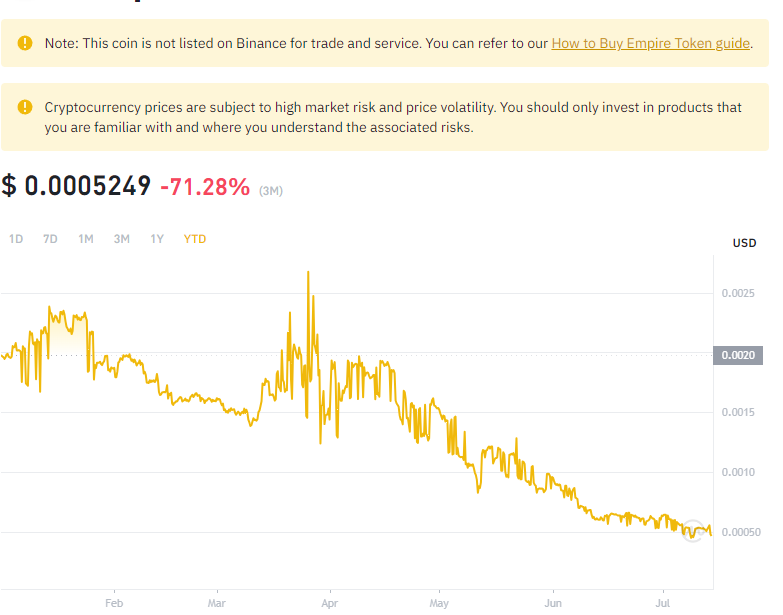 Note: This coin is not listed on Binance for trade and service. You can refer to our How to Buy Empire Token guide.
Cryptocurrency prices are subject to high market risk and price volatility. You should only invest in products that
you are familiar with and where you understand the associated risks.
$ 0.0005249 -71.28% (3M)
1D 7D 1M 3M 1Y YTD
USD
0.0025
0.0020
0.0015
0.0010
0.00050
Feb Mar Apr May Jun Jul